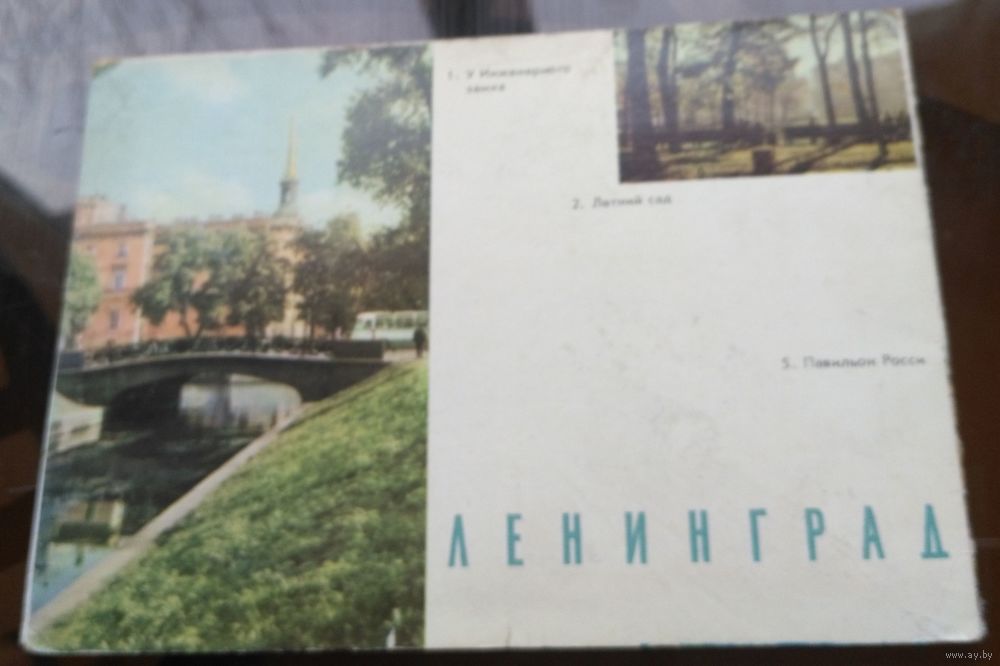 1. У Инженерного
замка
2. Летний сад
5. Павильон Росси
ЛЕНИНГРАД
www.ay.by